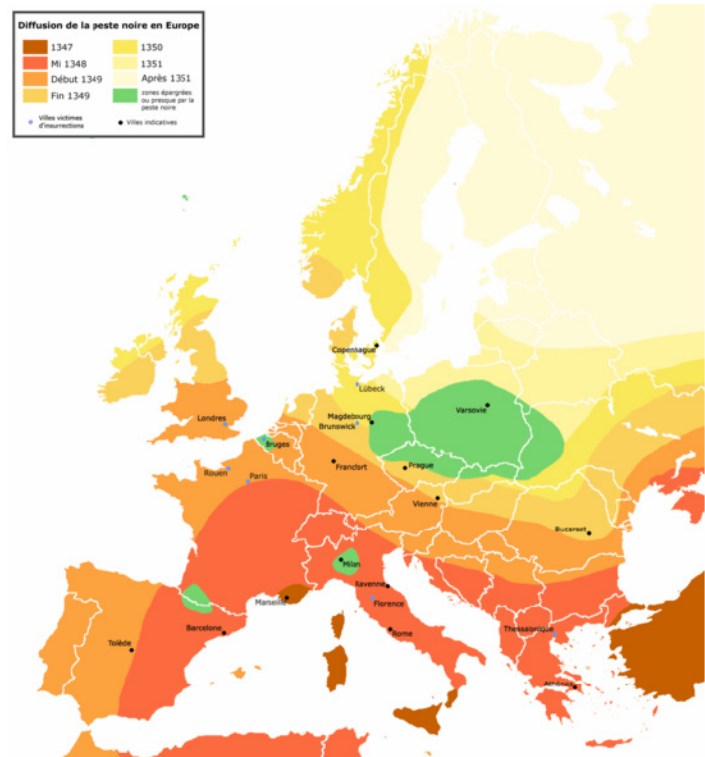 Diffusion de la peste noire en Europe
1347
Mi 1348
Début 1349
Fin 1349
1350
1351
Après 1351
zones épargnées
ou presque par la
peste noire
Villes victimes
d'insurrections
Villes indicatives
Copenhague
Lübeck
Londres
Magdebourg
Brunswick
Varsovie
Bruges
Rouen
Paris
Francfort
Prague
Vienne
Bucarest
Milan
Ravenne
Marseille
Florence
Barcelone
Rome
Tolède
Thessalonique
Athènes